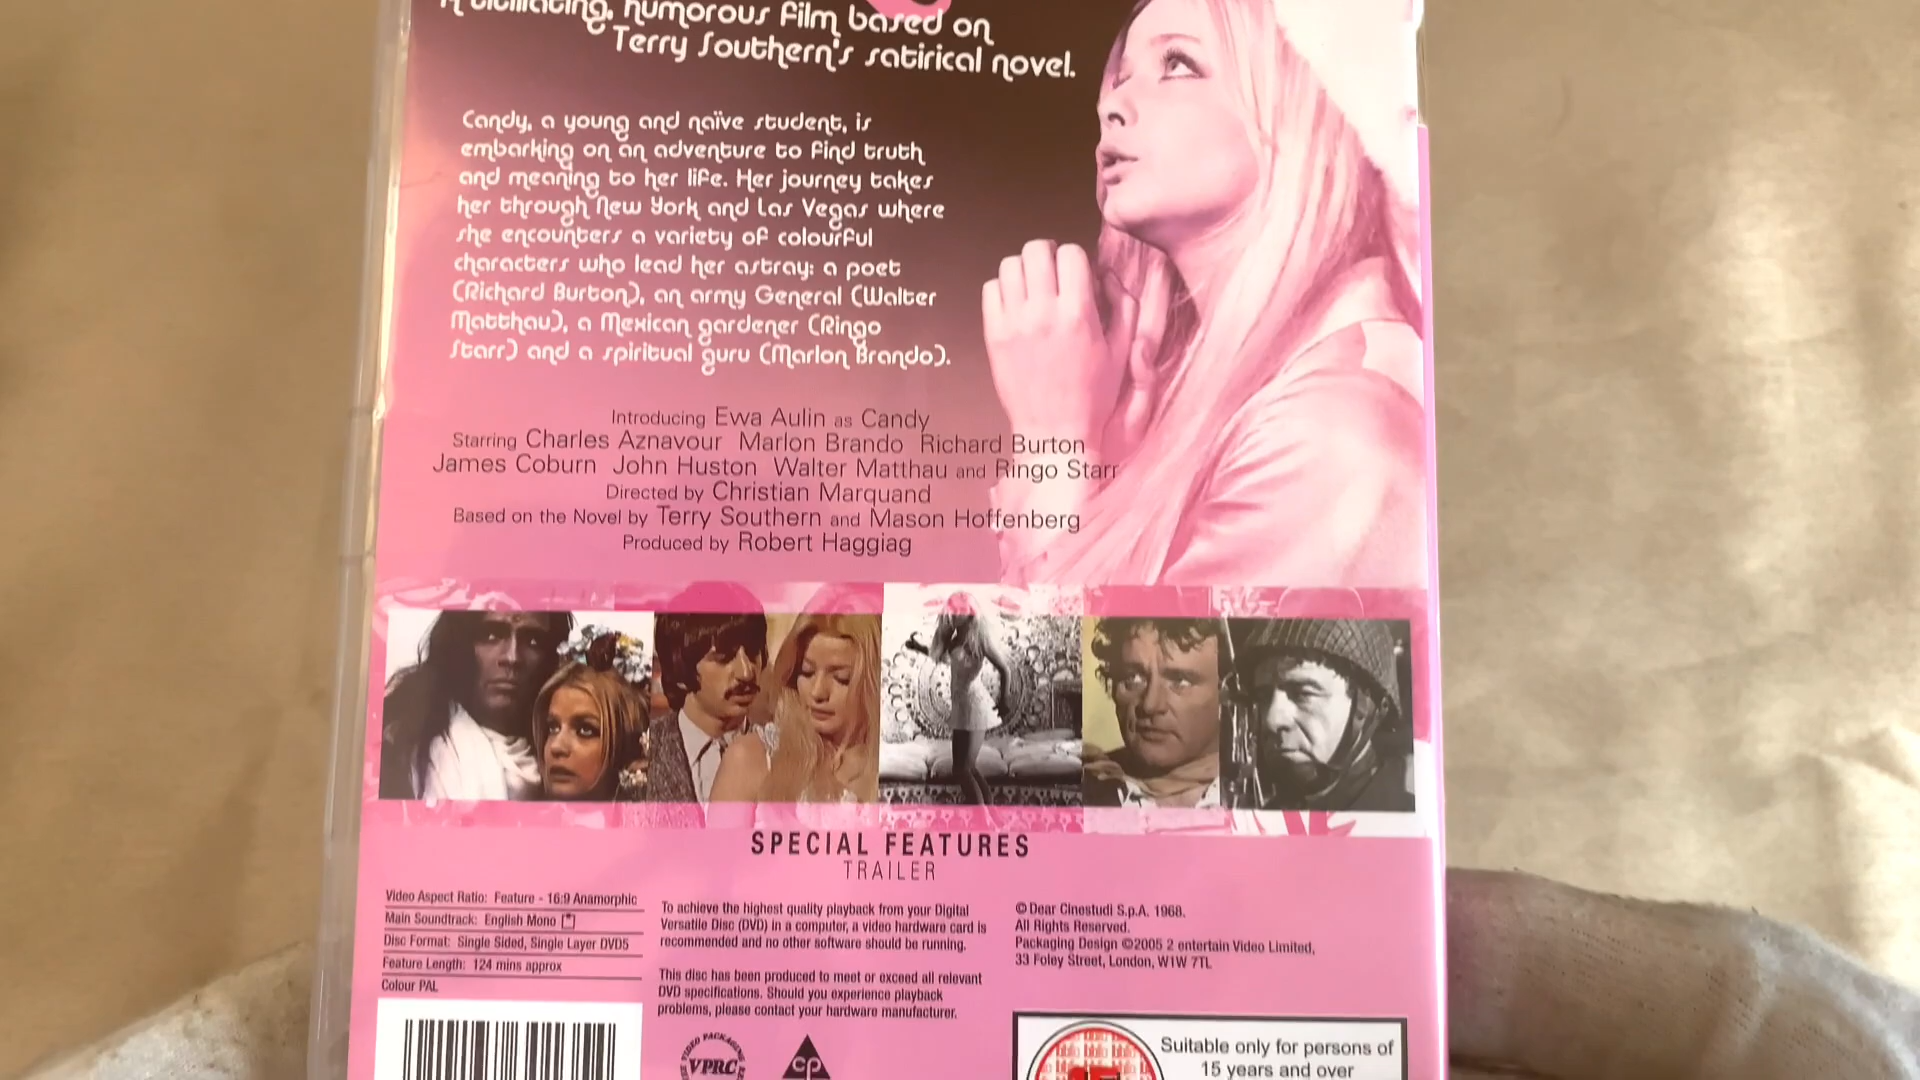 A titillating, humorous film based on
Terry Southern's satirical novel.
Candy, a young and naïve student, is
embarking on an adventure to find truth
and meaning to her life. Her journey takes
her through New York and Las Vegas where
she encounters a variety of colourful
characters who lead her astray: a poet
(Richard Burton), an army General (Walter
Matthau), a Mexican gardener (Ringo
Starr) and a spiritual guru (Marlon Brando).
Introducing Ewa Aulin as Candy
Starring Charles Aznavour Marlon Brando Richard Burton
James Coburn John Huston Walter Matthau and Ringo Starr
Directed by Christian Marquand
Based on the Novel by Terry Southern and Mason Hoffenberg
Produced by Robert Haggiag
SPECIAL FEATURES
TRAILER
Video Aspect Ratio: Feature - 16:9 Anamorphic
Main Soundtrack: English Mono
Disc Format: Single Sided, Single Layer DVD5
Feature Length: 124 mins approx
Colour PAL
To achieve the highest quality playback from your Digital
Versatile Disc (DVD) in a computer, a video hardware card is
recommended and no other software should be running.
This disc has been produced to meet or exceed all relevant
DVD specifications. Should you experience playback
problems, please contact your hardware manufacturer.
© Dear Cinestudi S.p.A. 1968.
All Rights Reserved.
Packaging Design ©2005 2 entertain Video Limited,
33 Foley Street, London, W1W 7TL
VIDEO PACKAGING
VPRC
cp
Suitable only for persons of
15 years and over